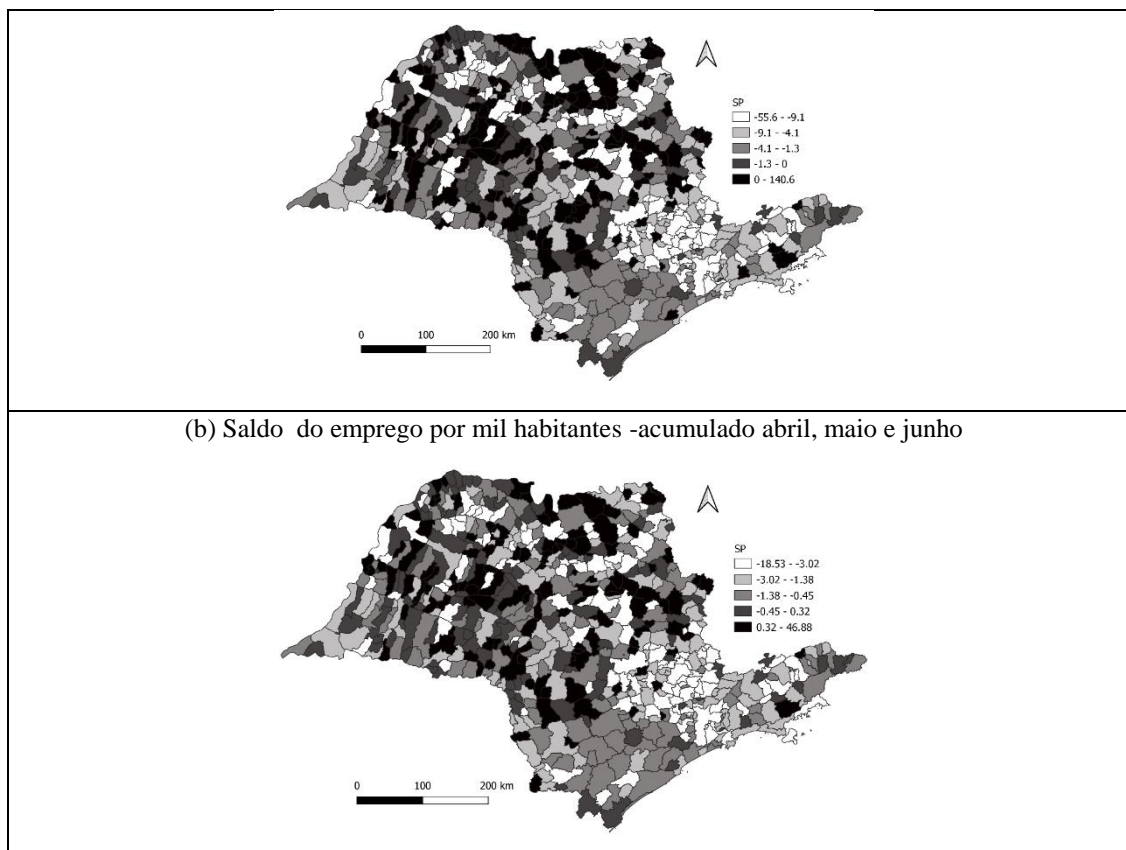 SP
-55.6 - -9.1
-9.1 - -4.1
-4.1 - -1.3
-1.3 - 0
0 - 140.6
0 100 200 km
(b) Saldo do emprego por mil habitantes -acumulado abril, maio e junho
SP
-18.53 - -3.02
-3.02 - -1.38
-1.38 - -0.45
-0.45 - 0.32
0.32 - 46.88
0 100 200 km